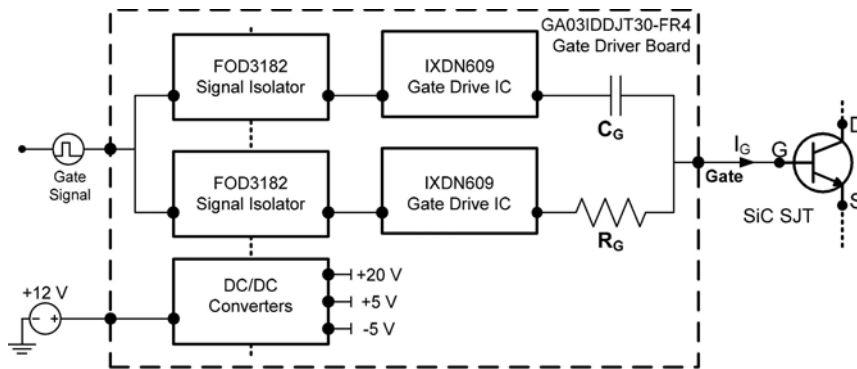 GA03IDDJT30-FR4
Gate Driver Board
FOD3182
Signal Isolator
IXDN609
Gate Drive IC
CG
Gate
Signal
FOD3182
Signal Isolator
IXDN609
Gate Drive IC
RG
IG
Gate
G
D
S
SiC SJT
+12 V
- +
DC/DC
Converters
+20 V
+5 V
-5 V